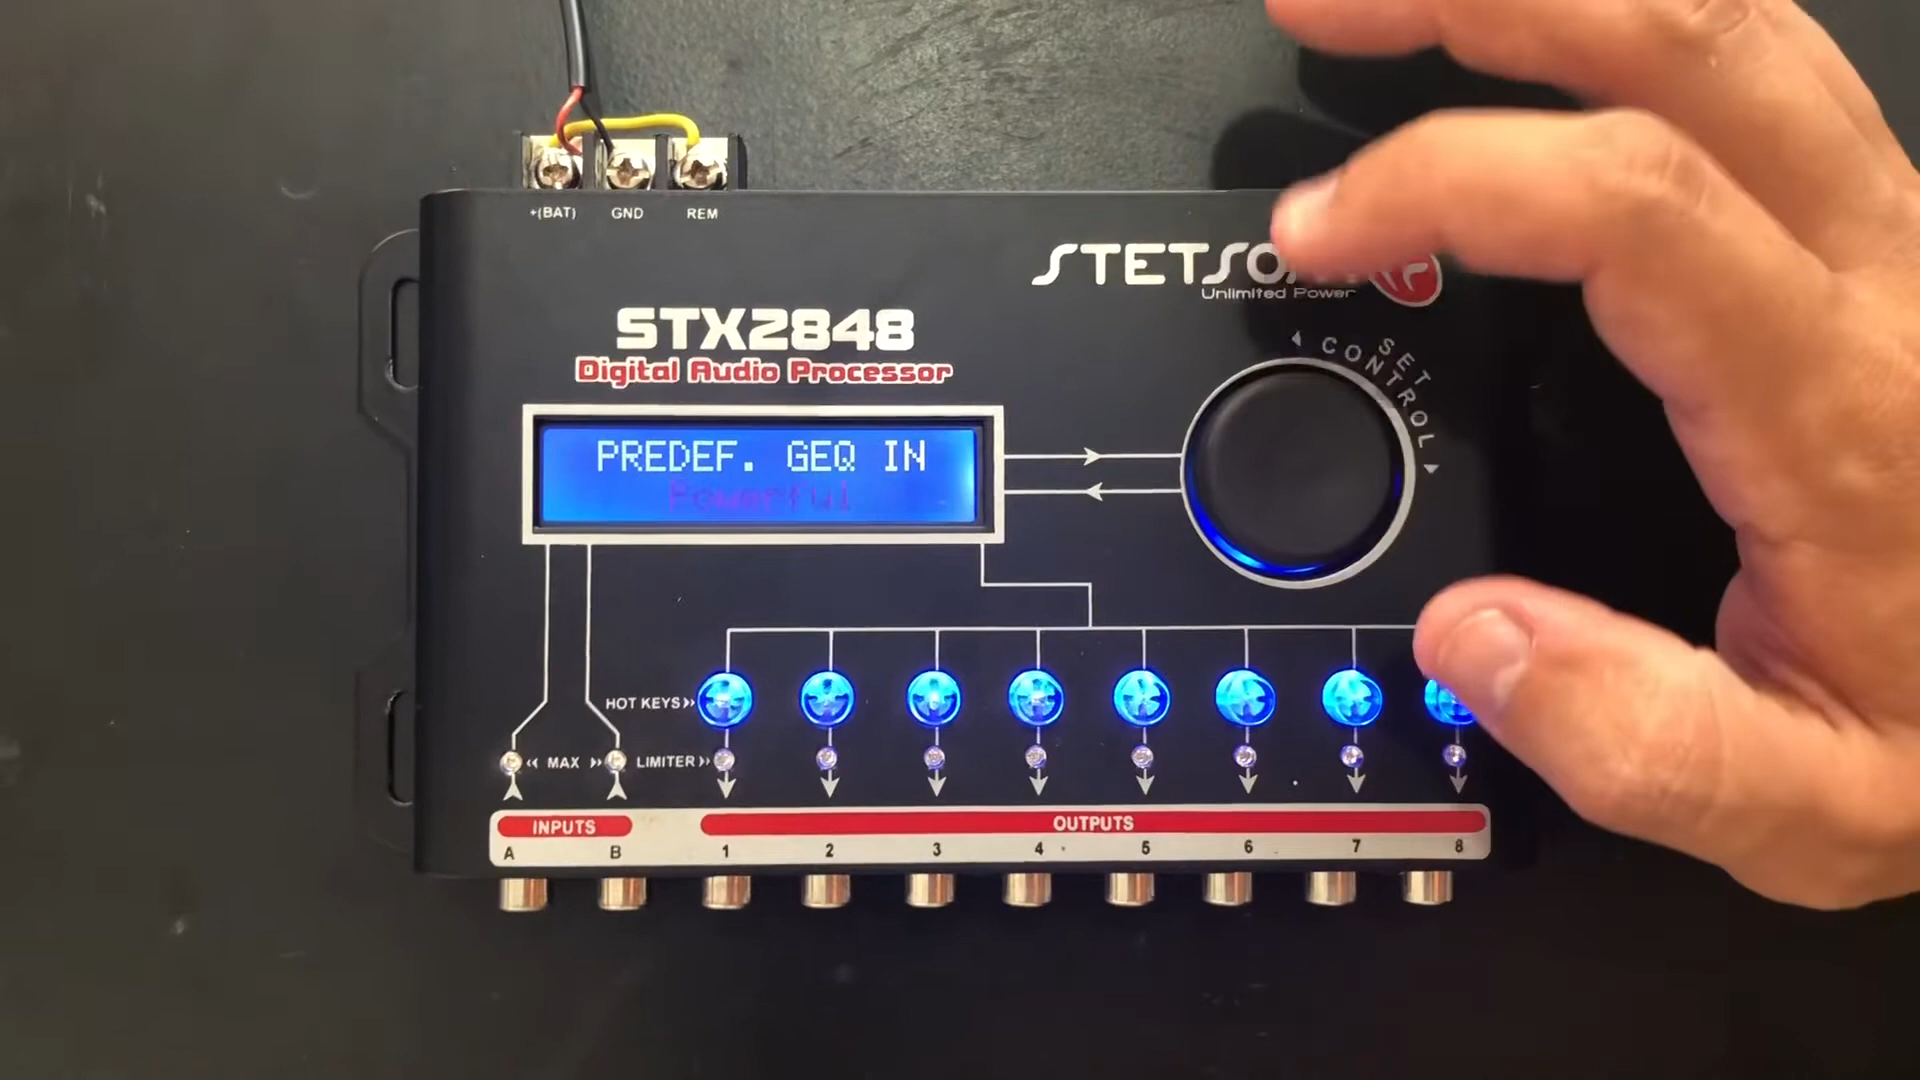 +(BAT) GND REM
STETSO
Unlimited Power
STX2848
Digital Audio Processor
SET
CONTROL
PREDEF. GEQ IN
Powerful
HOT KEYS
MAX LIMITER
INPUTS OUTPUTS
A B 1 2 3 4 5 6 7 8